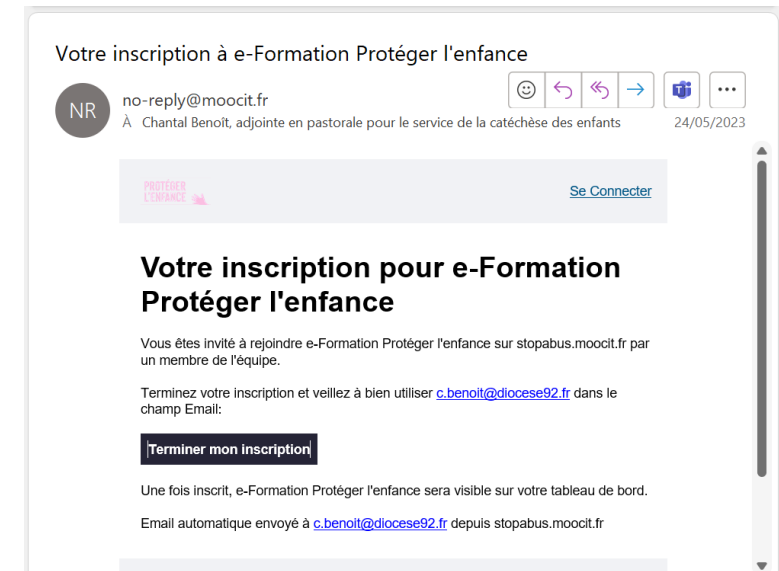 Votre inscription à e-Formation Protéger l'enfance
NR
no-reply@moocit.fr
À Chantal Benoît, adjointe en pastorale pour le service de la catéchèse des enfants
24/05/2023
PROTÉGER
L'ENFANCE
Se Connecter
Votre inscription pour e-Formation
Protéger l'enfance
Vous êtes invité à rejoindre e-Formation Protéger l'enfance sur stopabus.moocit.fr par
un membre de l'équipe.
Terminez votre inscription et veillez à bien utiliser c.benoit@diocese92.fr dans le
champ Email:
Terminer mon inscription
Une fois inscrit, e-Formation Protéger l'enfance sera visible sur votre tableau de bord.
Email automatique envoyé à c.benoit@diocese92.fr depuis stopabus.moocit.fr